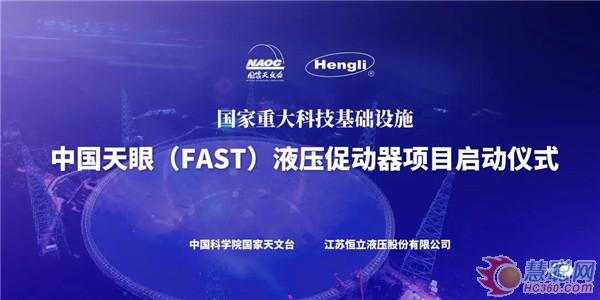 NAOC
国家天文台
Hengli®
国家重大科技基础设施
中国天眼（FAST）液压促动器项目启动仪式
中国科学院国家天文台 江苏恒立液压股份有限公司
慧聪网
HC360.com